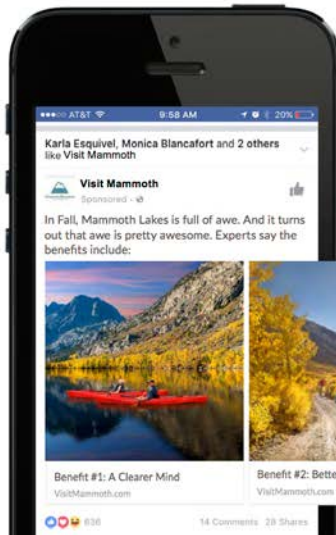 AT&T 9:58 AM 20%
Karla Esquivel, Monica Blancafort and 2 others
like Visit Mammoth
Visit Mammoth
Sponsored
In Fall, Mammoth Lakes is full of awe. And it turns
out that awe is pretty awesome. Experts say the
benefits include:
Benefit #1: A Clearer Mind
VisitMammoth.com
Benefit #2: Bette
VisitMammoth.com
636 14 Comments 28 Shares